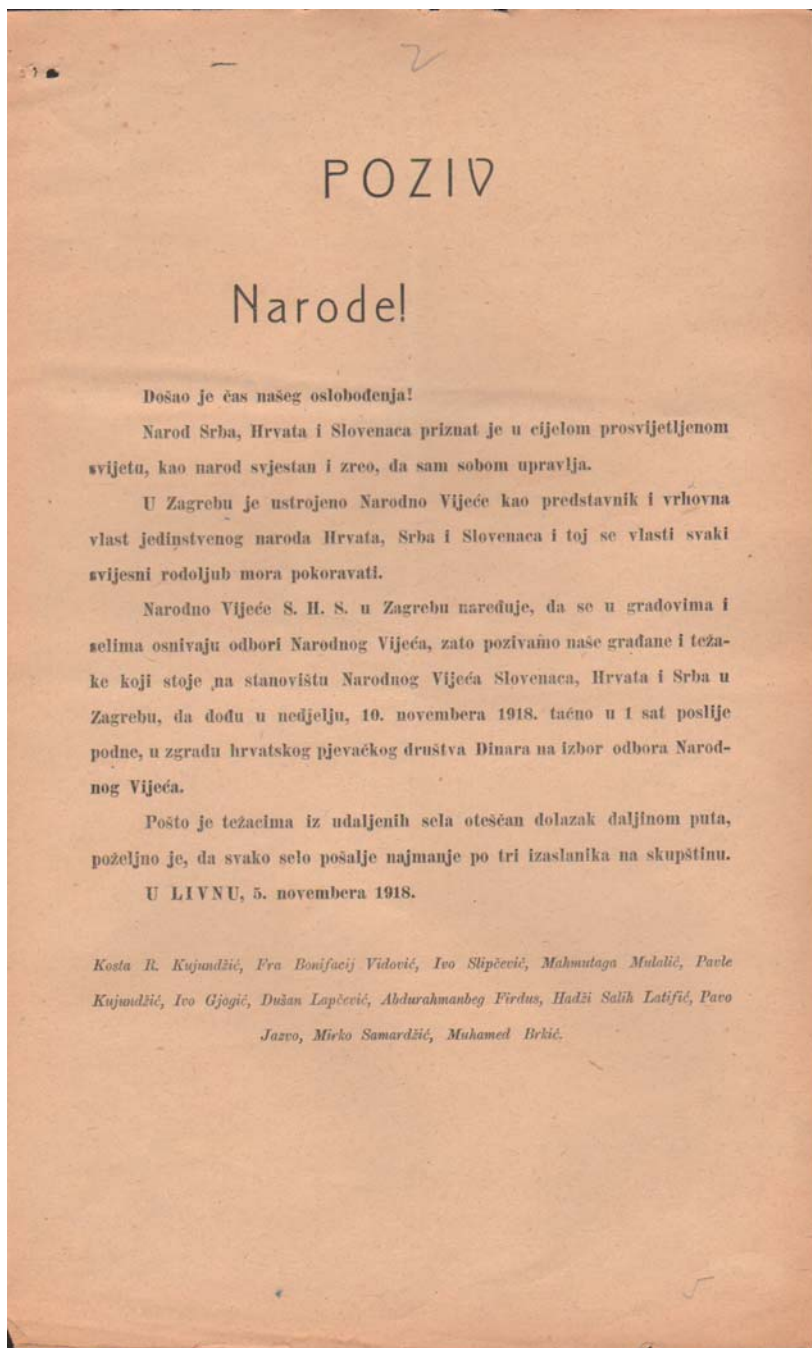 2
POZIV
Narode!
Došao je čas našeg oslobođenja!
Narod Srba, Hrvata i Slovenaca priznat je u cijelom prosvijetljenom
svijetu, kao narod svjestan i zreo, da sam sobom upravlja.
U Zagrebu je ustrojeno Narodno Vijeće kao predstavnik i vrhovna
vlast jedinstvenog naroda Hrvata, Srba i Slovenaca i toj se vlasti svaki
svijesni rodoljub mora pokoravati.
Narodno Vijeće S. H. S. u Zagrebu naređuje, da se u gradovima i
selima osnivaju odbori Narodnog Vijeća, zato pozivamo naše građane i teža-
ke koji stoje na stanovištu Narodnog Vijeća Slovenaca, Hrvata i Srba u
Zagrebu, da dođu u nedjelju, 10. novembera 1918. taćno u 1 sat poslije
podne, u zgradu hrvatskog pjevačkog društva Dinara na izbor odbora Narod-
nog Vijeća.
Pošto je težacima iz udaljenih sela otešćan dolazak daljinom puta,
poželjno je, da svako selo pošalje najmanje po tri izaslanika na skupštinu.
U LIVNU, 5. novembera 1918.
Kosta R. Kujundžić, Fra Bonifacij Vidović, Ivo Slipčević, Mahmutaga Mulalić, Pavle
Kujundžić, Ivo Gjogić, Dušan Lapčević, Abdurahmanbeg Firdus, Hadži Salih Latifić, Pavo
Jazvo, Mirko Samardžić, Muhamed Brkić.